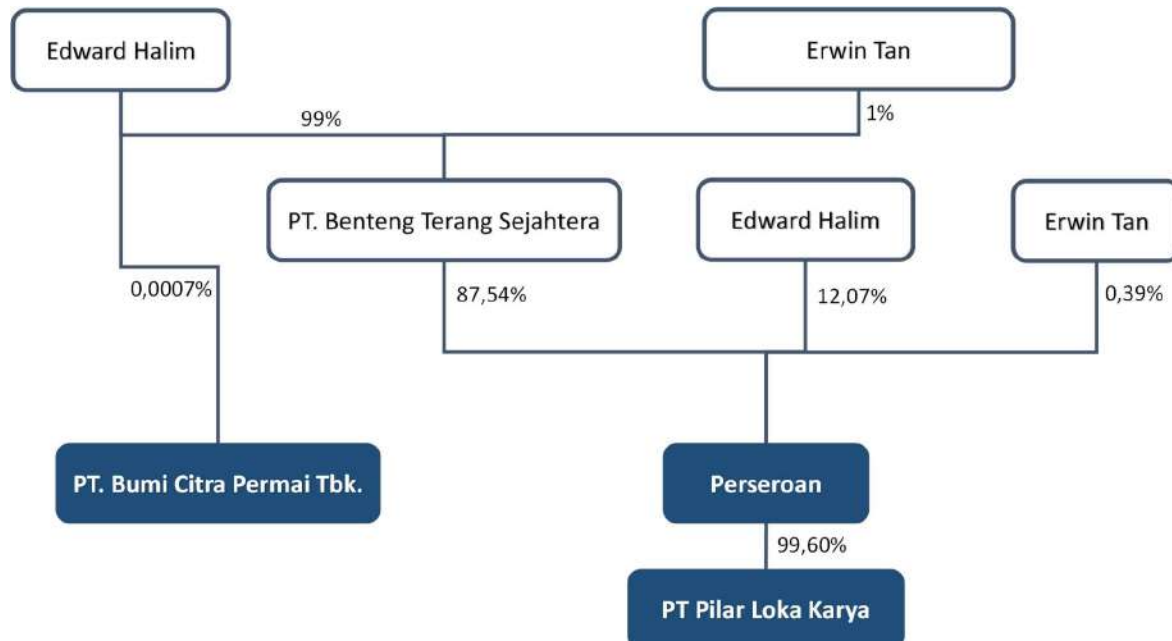 Edward Halim
Erwin Tan
99%
1%
PT. Benteng Terang Sejahtera
Edward Halim
Erwin Tan
0,0007%
87,54%
12,07%
0,39%
PT. Bumi Citra Permai Tbk.
Perseroan
99,60%
PT Pilar Loka Karya